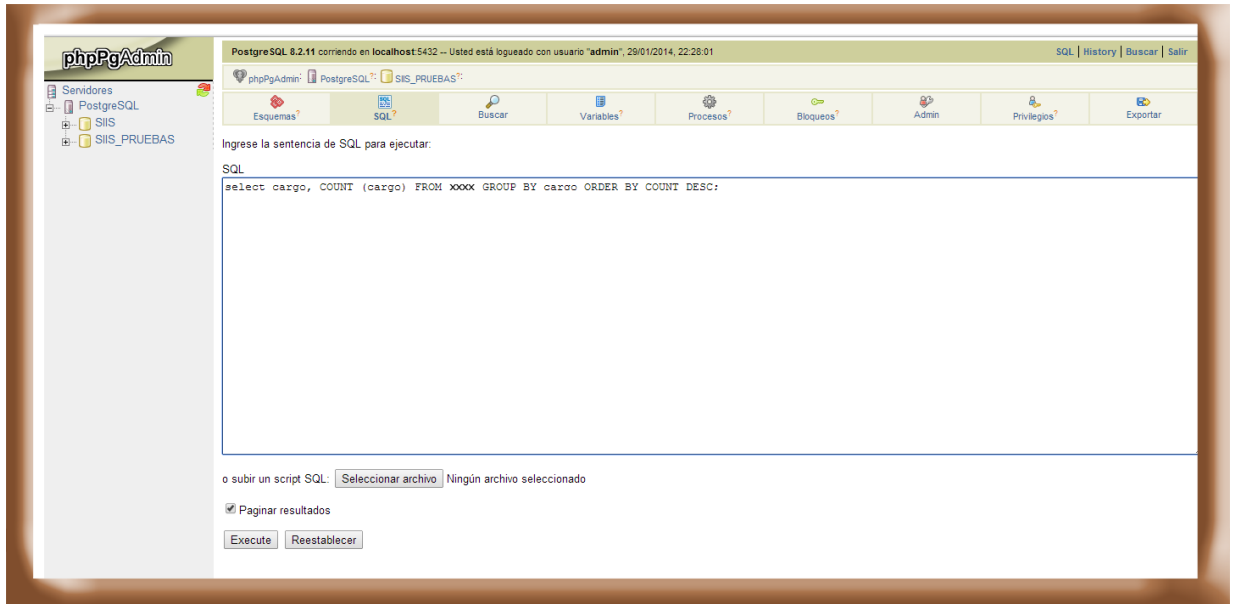 phpPgAdmin
PostgreSQL 8.2.11 corriendo en localhost:5432 -- Usted está logueado con usuario "admin", 29/01/2014, 22:28:01
SQL | History | Buscar | Salir
phpPgAdmin: PostgreSQL?: SIIS_PRUEBAS?:
Servidores
PostgreSQL
SIIS
SIIS_PRUEBAS
Esquemas? SQL? Buscar Variables? Procesos? Bloqueos? Admin Privilegios? Exportar
Ingrese la sentencia de SQL para ejecutar:
SQL
select cargo, COUNT (cargo) FROM xxxx GROUP BY cargo ORDER BY COUNT DESC;
o subir un script SQL: Seleccionar archivo Ningún archivo seleccionado
Paginar resultados
Execute Reestablecer